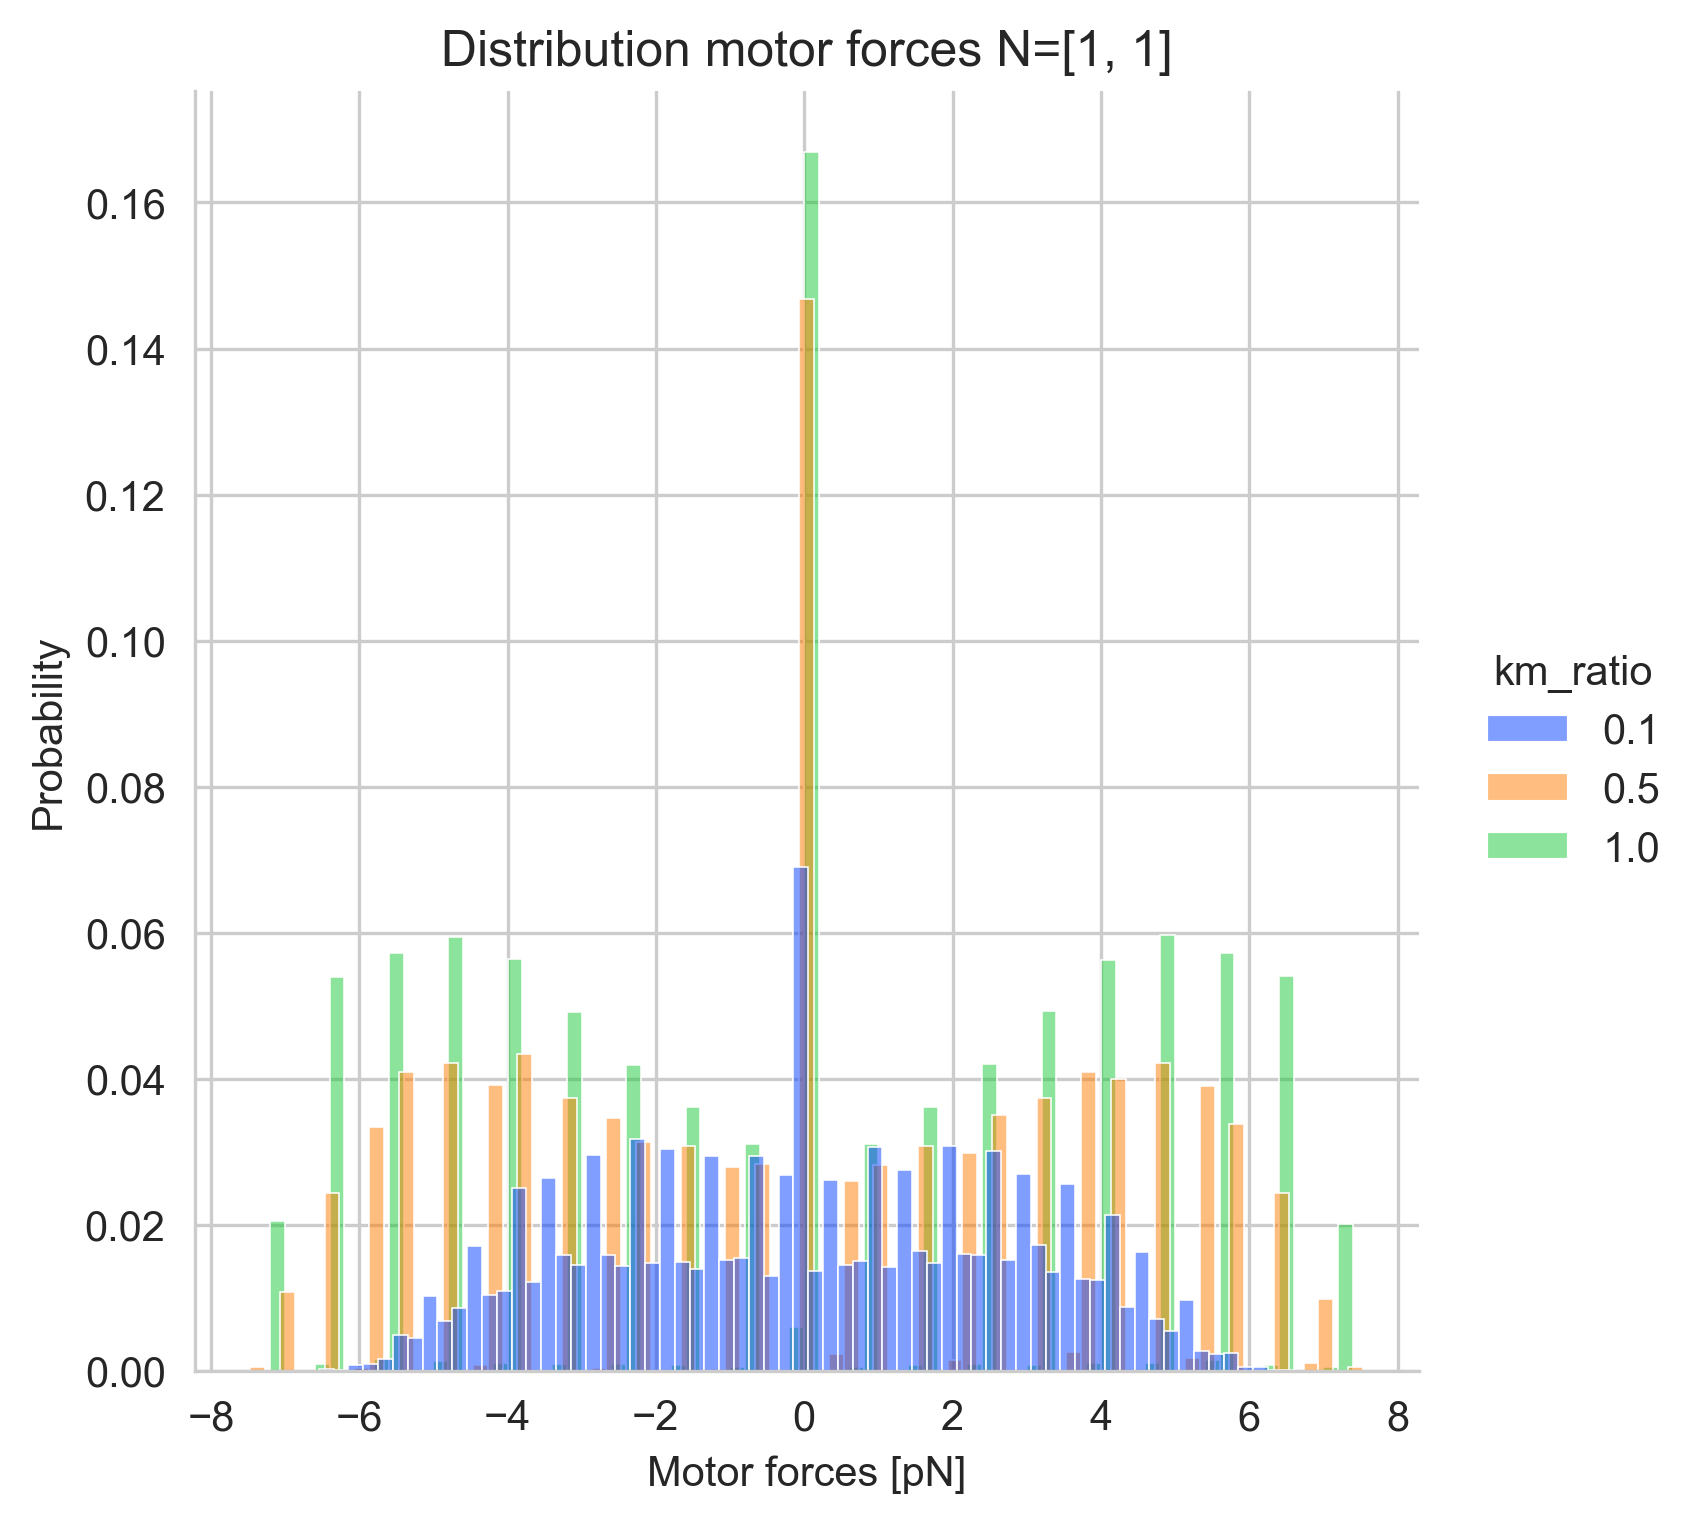 Distribution motor forces N=[1, 1]
0.16
0.14
0.12
0.10
0.08
0.06
0.04
0.02
0.00
Probability
−8 −6 −4 −2 0 2 4 6 8
Motor forces [pN]
km_ratio
0.1
0.5
1.0